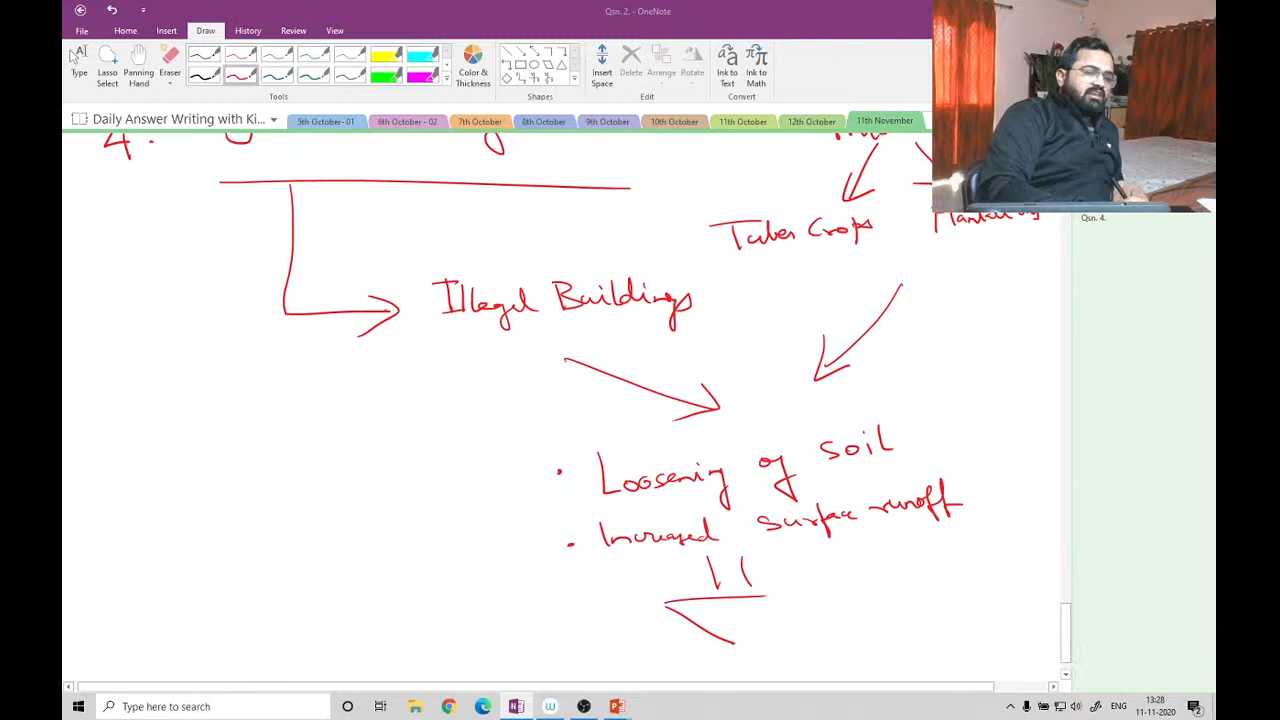 Qsn. 2. - OneNote
File Home Insert Draw History Review View
Type
Lasso Select
Panning Hand
Eraser
Color & Thickness
Insert Space
Delete
Arrange
Rotate
Ink to Text
Ink to Math
Tools
Shapes
Edit
Convert
Daily Answer Writing with Ki...
5th October- 01
6th October - 02
7th October
8th October
9th October
10th October
11th October
12th October
11th November
Qsn. 4.
4.
Tuber Crops
Illegal Buildings
• Loosening of soil
• Increased surface runoff
Type here to search
ENG
13:28
11-11-2020
2